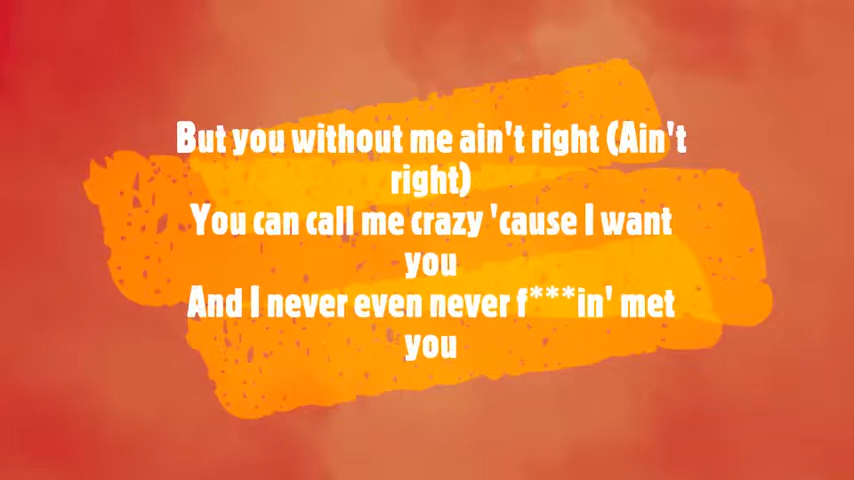 But you without me ain't right (Ain't
right)
You can call me crazy 'cause I want
you
And I never even never f***in' met
you